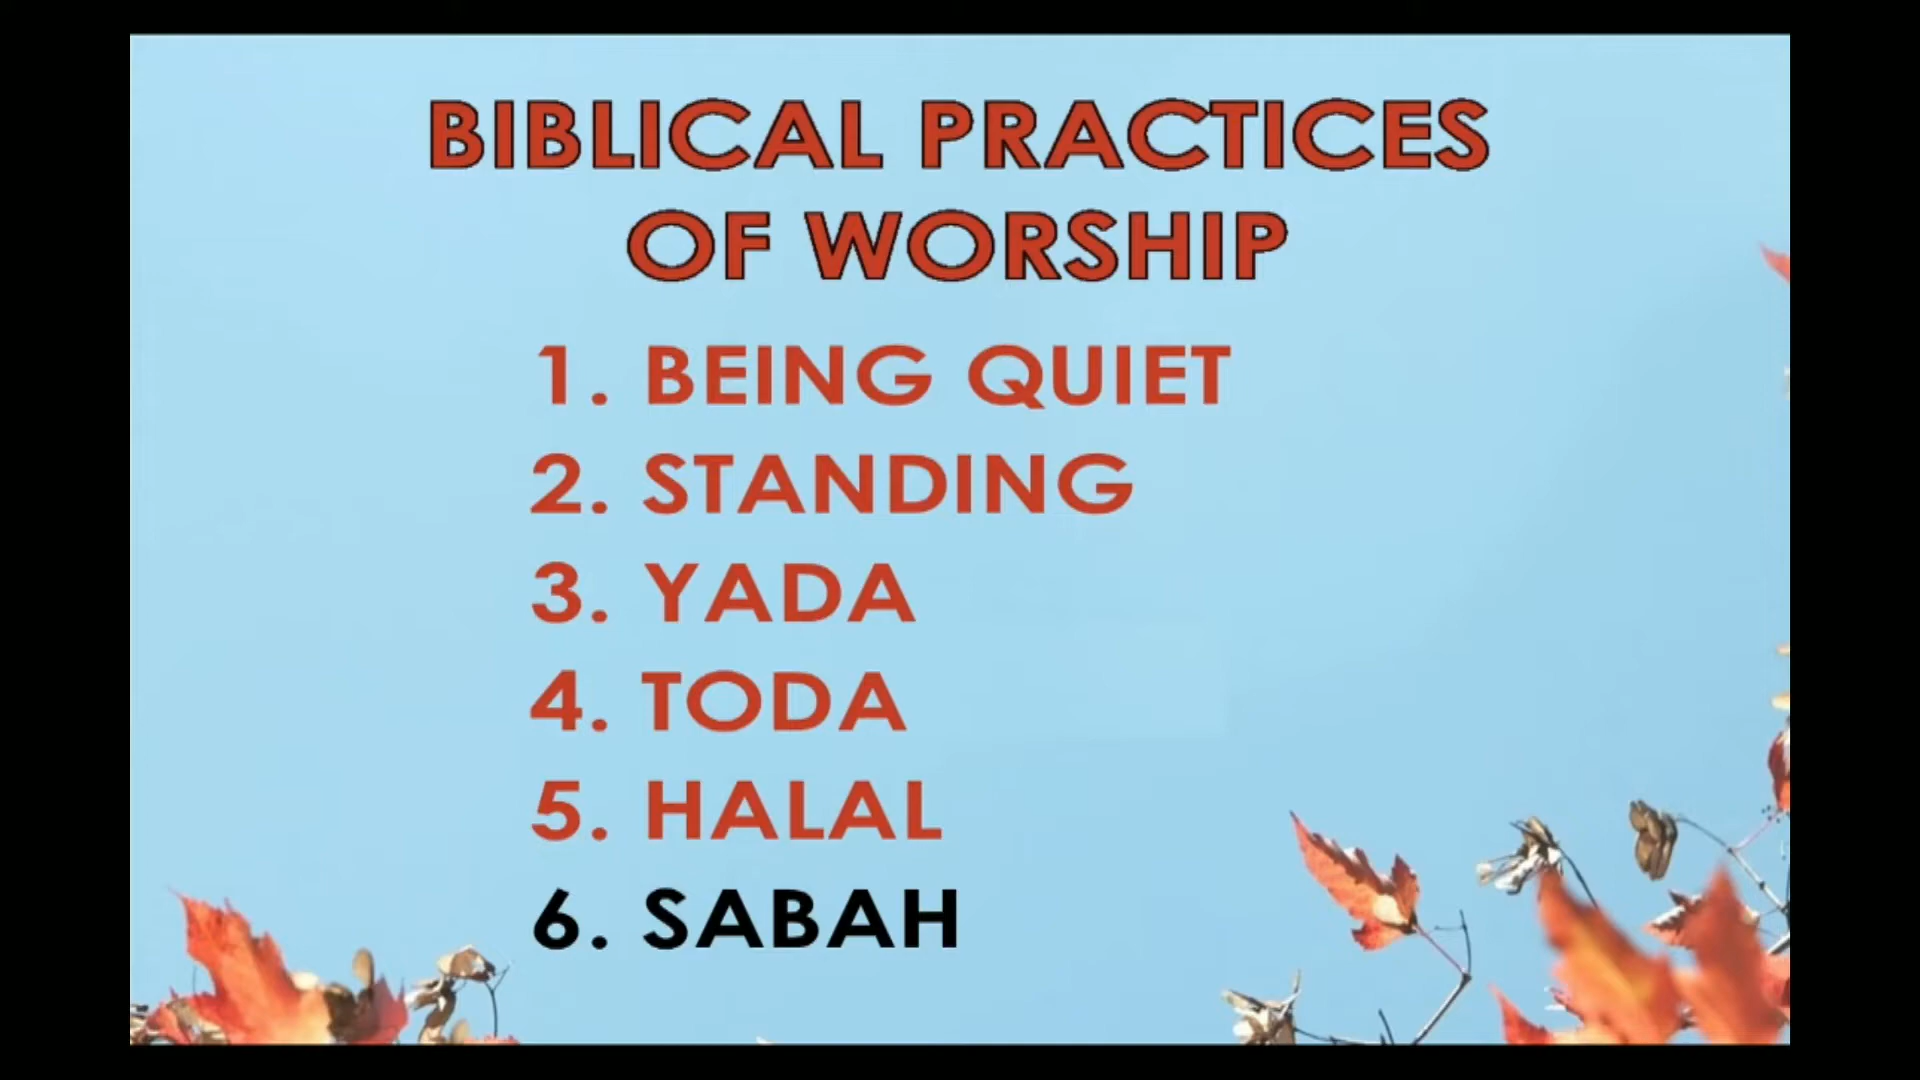 BIBLICAL PRACTICES
OF WORSHIP
1. BEING QUIET
2. STANDING
3. YADA
4. TODA
5. HALAL
6. SABAH